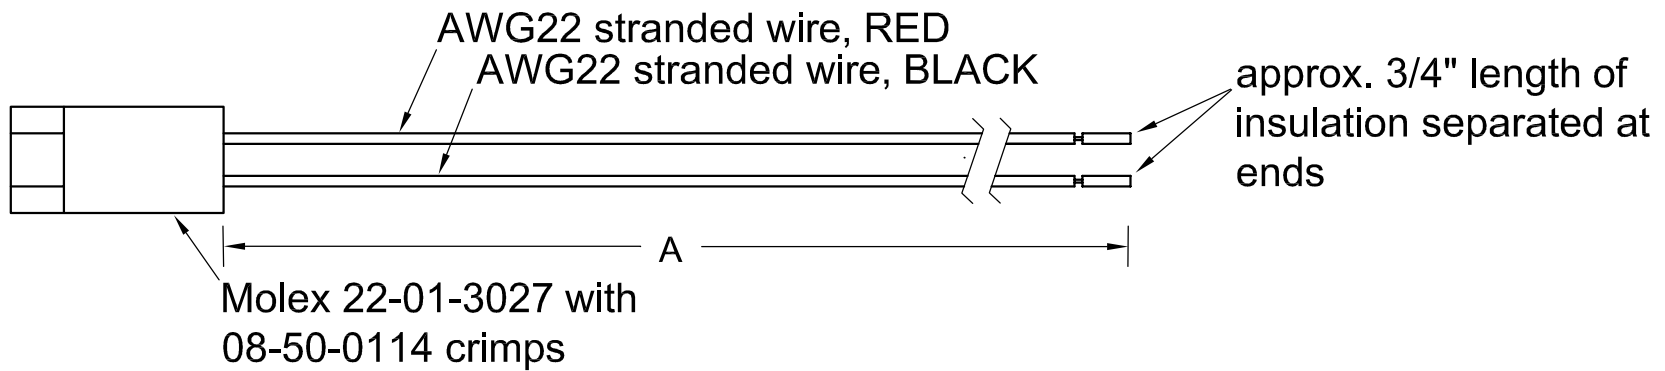 AWG22 stranded wire, RED
AWG22 stranded wire, BLACK
approx. 3/4" length of
insulation separated at
ends
A
Molex 22-01-3027 with
08-50-0114 crimps